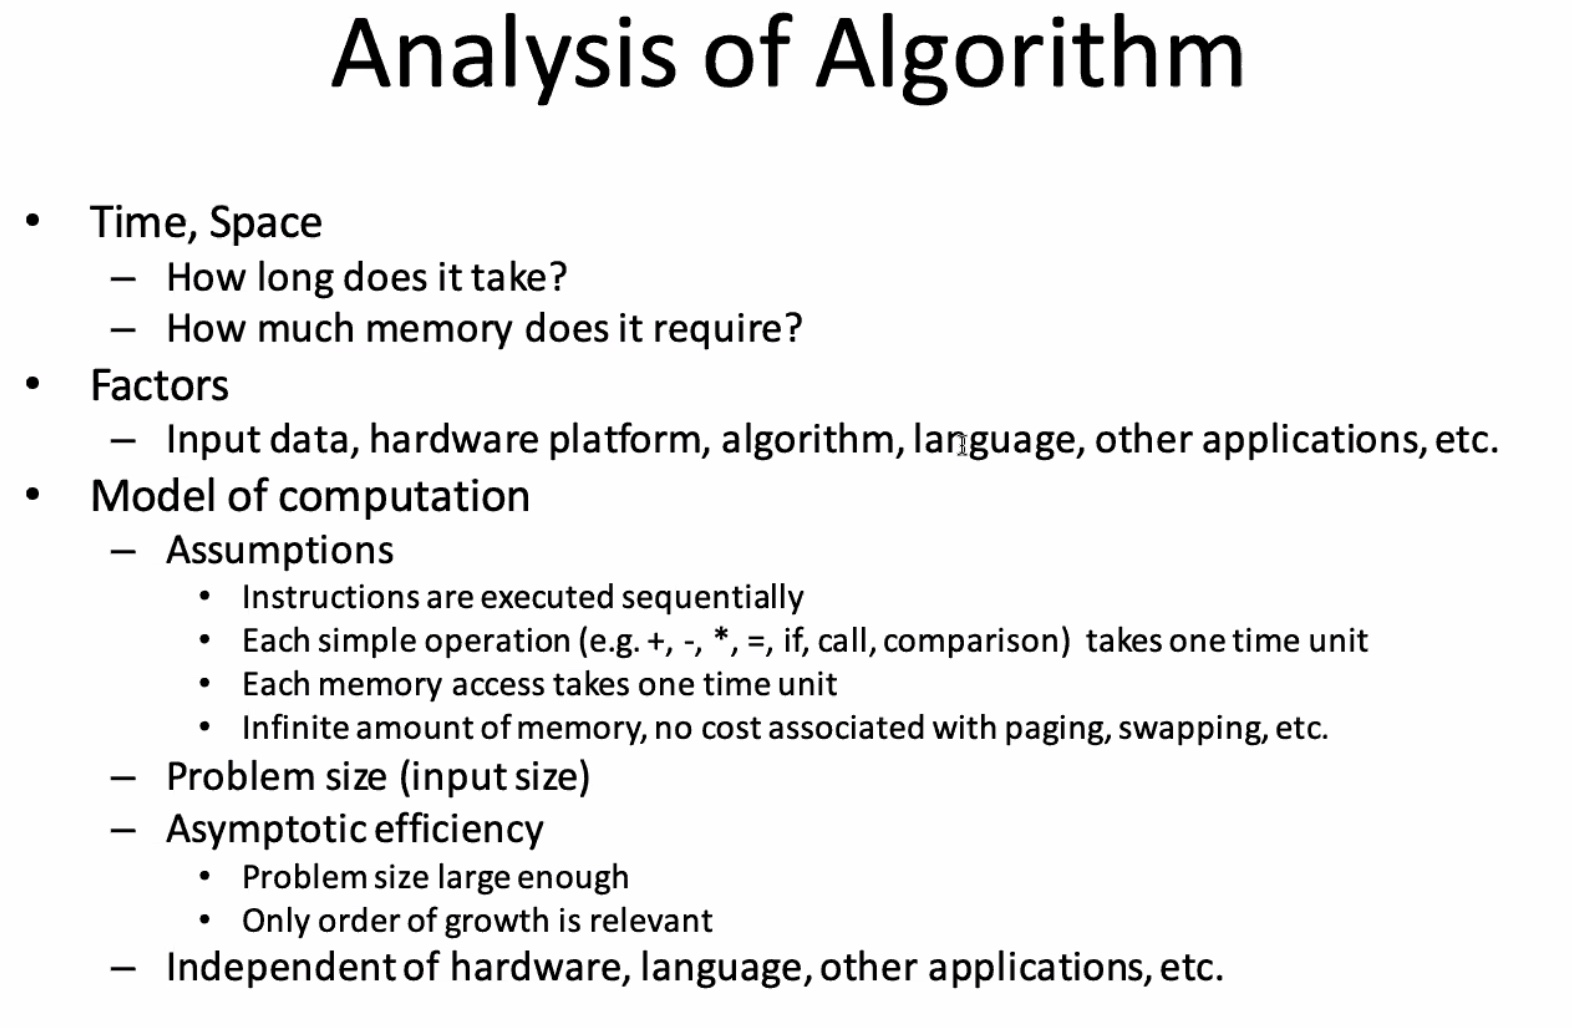 Analysis of Algorithm
• Time, Space
– How long does it take?
– How much memory does it require?
• Factors
– Input data, hardware platform, algorithm, language, other applications, etc.
• Model of computation
– Assumptions
• Instructions are executed sequentially
• Each simple operation (e.g. +, -, *, =, if, call, comparison) takes one time unit
• Each memory access takes one time unit
• Infinite amount of memory, no cost associated with paging, swapping, etc.
– Problem size (input size)
– Asymptotic efficiency
• Problem size large enough
• Only order of growth is relevant
– Independent of hardware, language, other applications, etc.